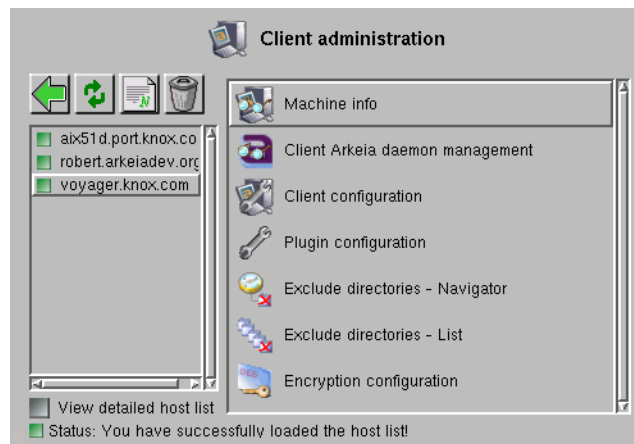 Client administration
aix51d.port.knox.co
robert.arkeiadev.org
voyager.knox.com
View detailed host list
Machine info
Client Arkeia daemon management
Client configuration
Plugin configuration
Exclude directories - Navigator
Exclude directories - List
DES
Encryption configuration
Status: You have successfully loaded the host list!